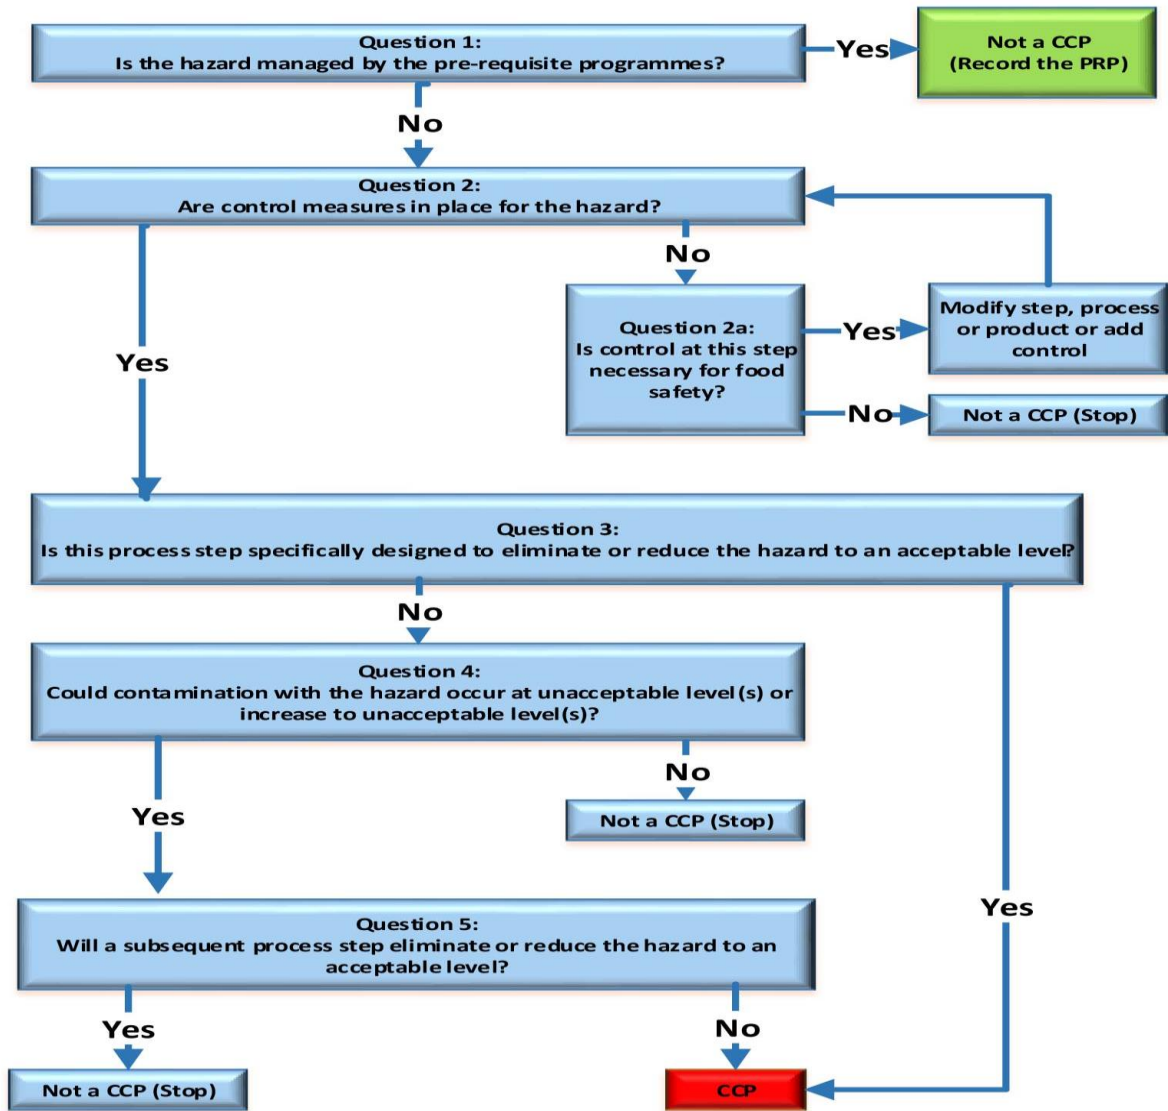 Question 1:
Is the hazard managed by the pre-requisite programmes?
Yes
Not a CCP
(Record the PRP)
No
Question 2:
Are control measures in place for the hazard?
No
Yes
Question 2a:
Is control at this step
necessary for food
safety?
Yes
Modify step, process
or product or add
control
No
Not a CCP (Stop)
Question 3:
Is this process step specifically designed to eliminate or reduce the hazard to an acceptable level?
No
Question 4:
Could contamination with the hazard occur at unacceptable level(s) or
increase to unacceptable level(s)?
No
Not a CCP (Stop)
Yes
Yes
Question 5:
Will a subsequent process step eliminate or reduce the hazard to an
acceptable level?
Yes
No
Not a CCP (Stop)
CCP